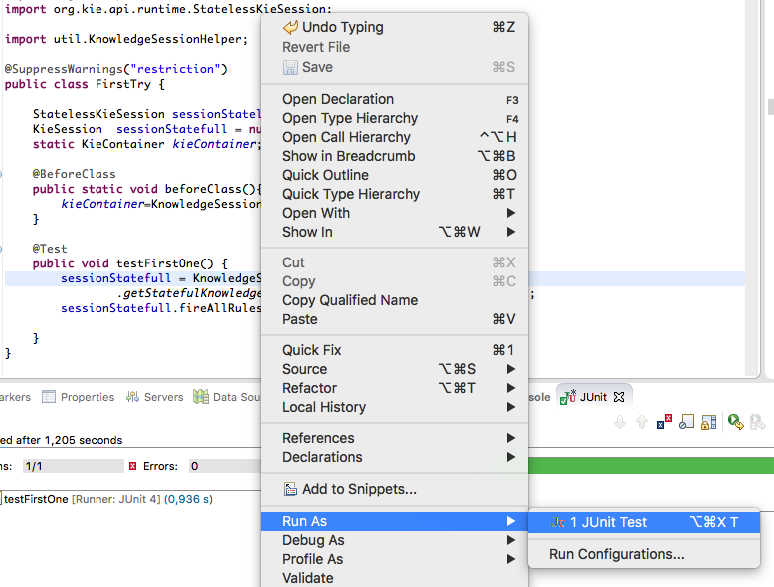 import org.kie.api.runtime.StatelessKieSession;
import util.KnowledgeSessionHelper;
@SuppressWarnings("restriction")
public class FirstTry {
StatelessKieSession sessionStatel
KieSession sessionStatefull = nu
static KieContainer kieContainer;
@BeforeClass
public static void beforeClass(){
kieContainer=KnowledgeSession
}
@Test
public void testFirstOne() {
sessionStatefull = KnowledgeS
.getStatefulKnowledge ;
sessionStatefull.fireAllRules
}
}
Undo Typing ⌘Z
Revert File
Save ⌘S
Open Declaration F3
Open Type Hierarchy F4
Open Call Hierarchy ^⌥H
Show in Breadcrumb ⌥⌘B
Quick Outline ⌘O
Quick Type Hierarchy ⌘T
Open With ▶
Show In ⌥⌘W ▶
Cut ⌘X
Copy ⌘C
Copy Qualified Name
Paste ⌘V
Quick Fix ⌘1
Source ⌥⌘S ▶
Refactor ⌥⌘T ▶
Local History ▶
References ▶
Declarations ▶
Add to Snippets...
Run As ▶
Debug As ▶
Profile As ▶
Validate
1 JUnit Test ⌥⌘X T
Run Configurations...
arkers Properties Servers Data Sou sole JUnit
ed after 1,205 seconds
ns: 1/1 Errors: 0
testFirstOne [Runner: JUnit 4] (0,936 s)